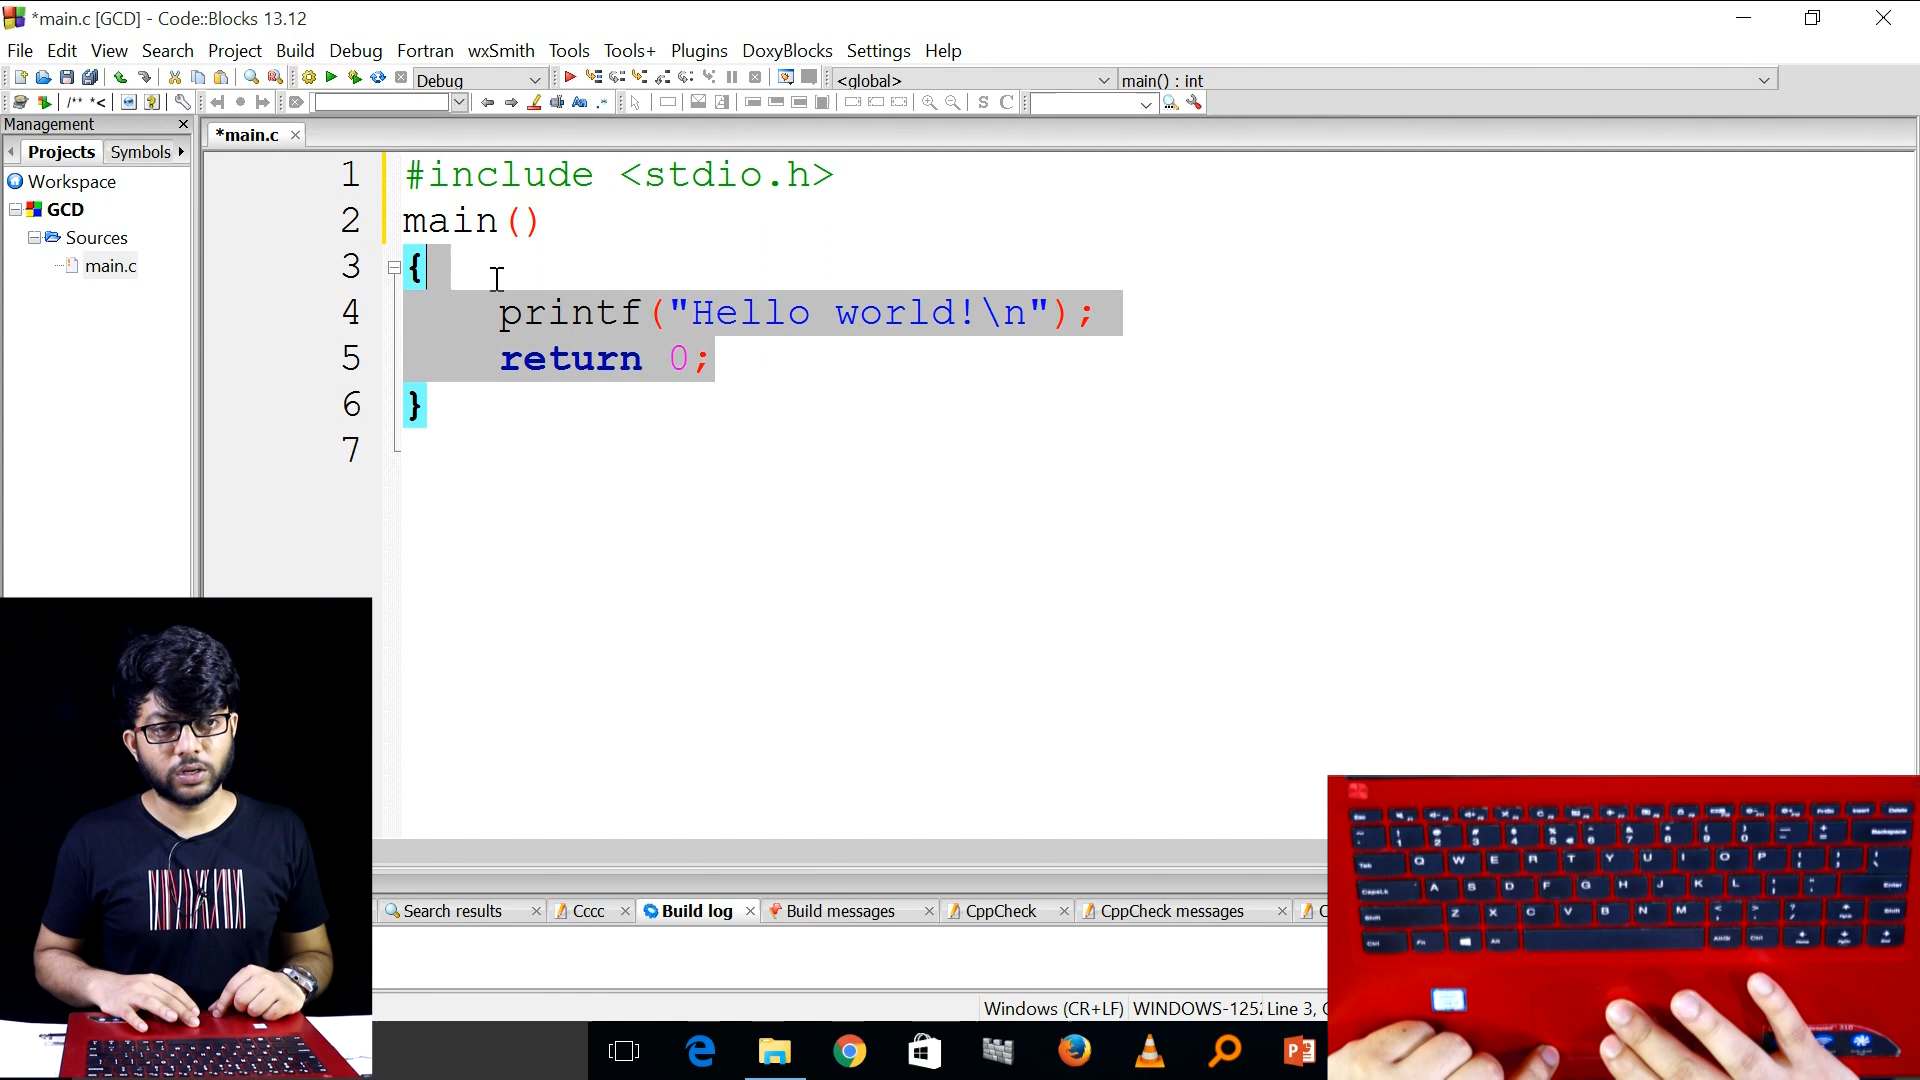 *main.c [GCD] - Code::Blocks 13.12
File Edit View Search Project Build Debug Fortran wxSmith Tools Tools+ Plugins DoxyBlocks Settings Help
Debug <global> main() : int
/** *<
S C
Management
Projects Symbols
*main.c
Workspace
GCD
Sources
main.c
1 #include <stdio.h>
2 main()
3 {
4 printf("Hello world!\n");
5 return 0;
6 }
7
Search results Cccc Build log Build messages CppCheck CppCheck messages
Windows (CR+LF) WINDOWS-1252 Line 3,
Q W E R T Y U I O P
A S D F G H J K L
Z X C V B N M